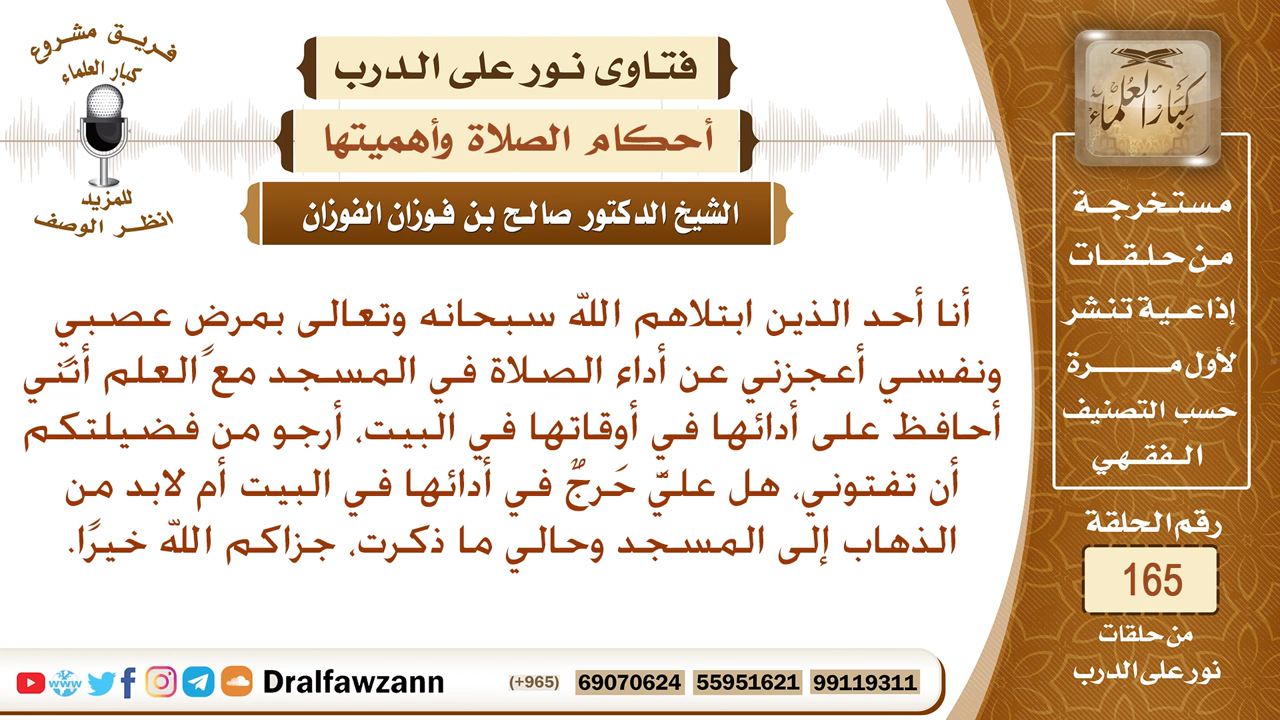 فريق مشروع
كبار العلماء
للمزيد
انظر الوصف
فتاوى نور على الدرب
أحكام الصلاة وأهميتها
الشيخ الدكتور صالح بن فوزان الفوزان
أنا أحد الذين ابتلاهم الله سبحانه وتعالى بمرض عصبي
ونفسي أعجزني عن أداء الصلاة في المسجد مع العلم أنني
أحافظ على أدائها في أوقاتها في البيت، أرجو من فضيلتكم
أن تفتوني، هل عليّ حَرجٌ في أدائها في البيت أم لابد من
الذهاب إلى المسجد وحالي ما ذكرت، جزاكم الله خيرًا.
كبار العلماء
مستخرجة
من حلقات
إذاعية تنشر
لأول مرة
حسب التصنيف
الفقهي
رقم الحلقة
165
من حلقات
نور على الدرب
www Dralfawzann (+965) 69070624 55951621 99119311